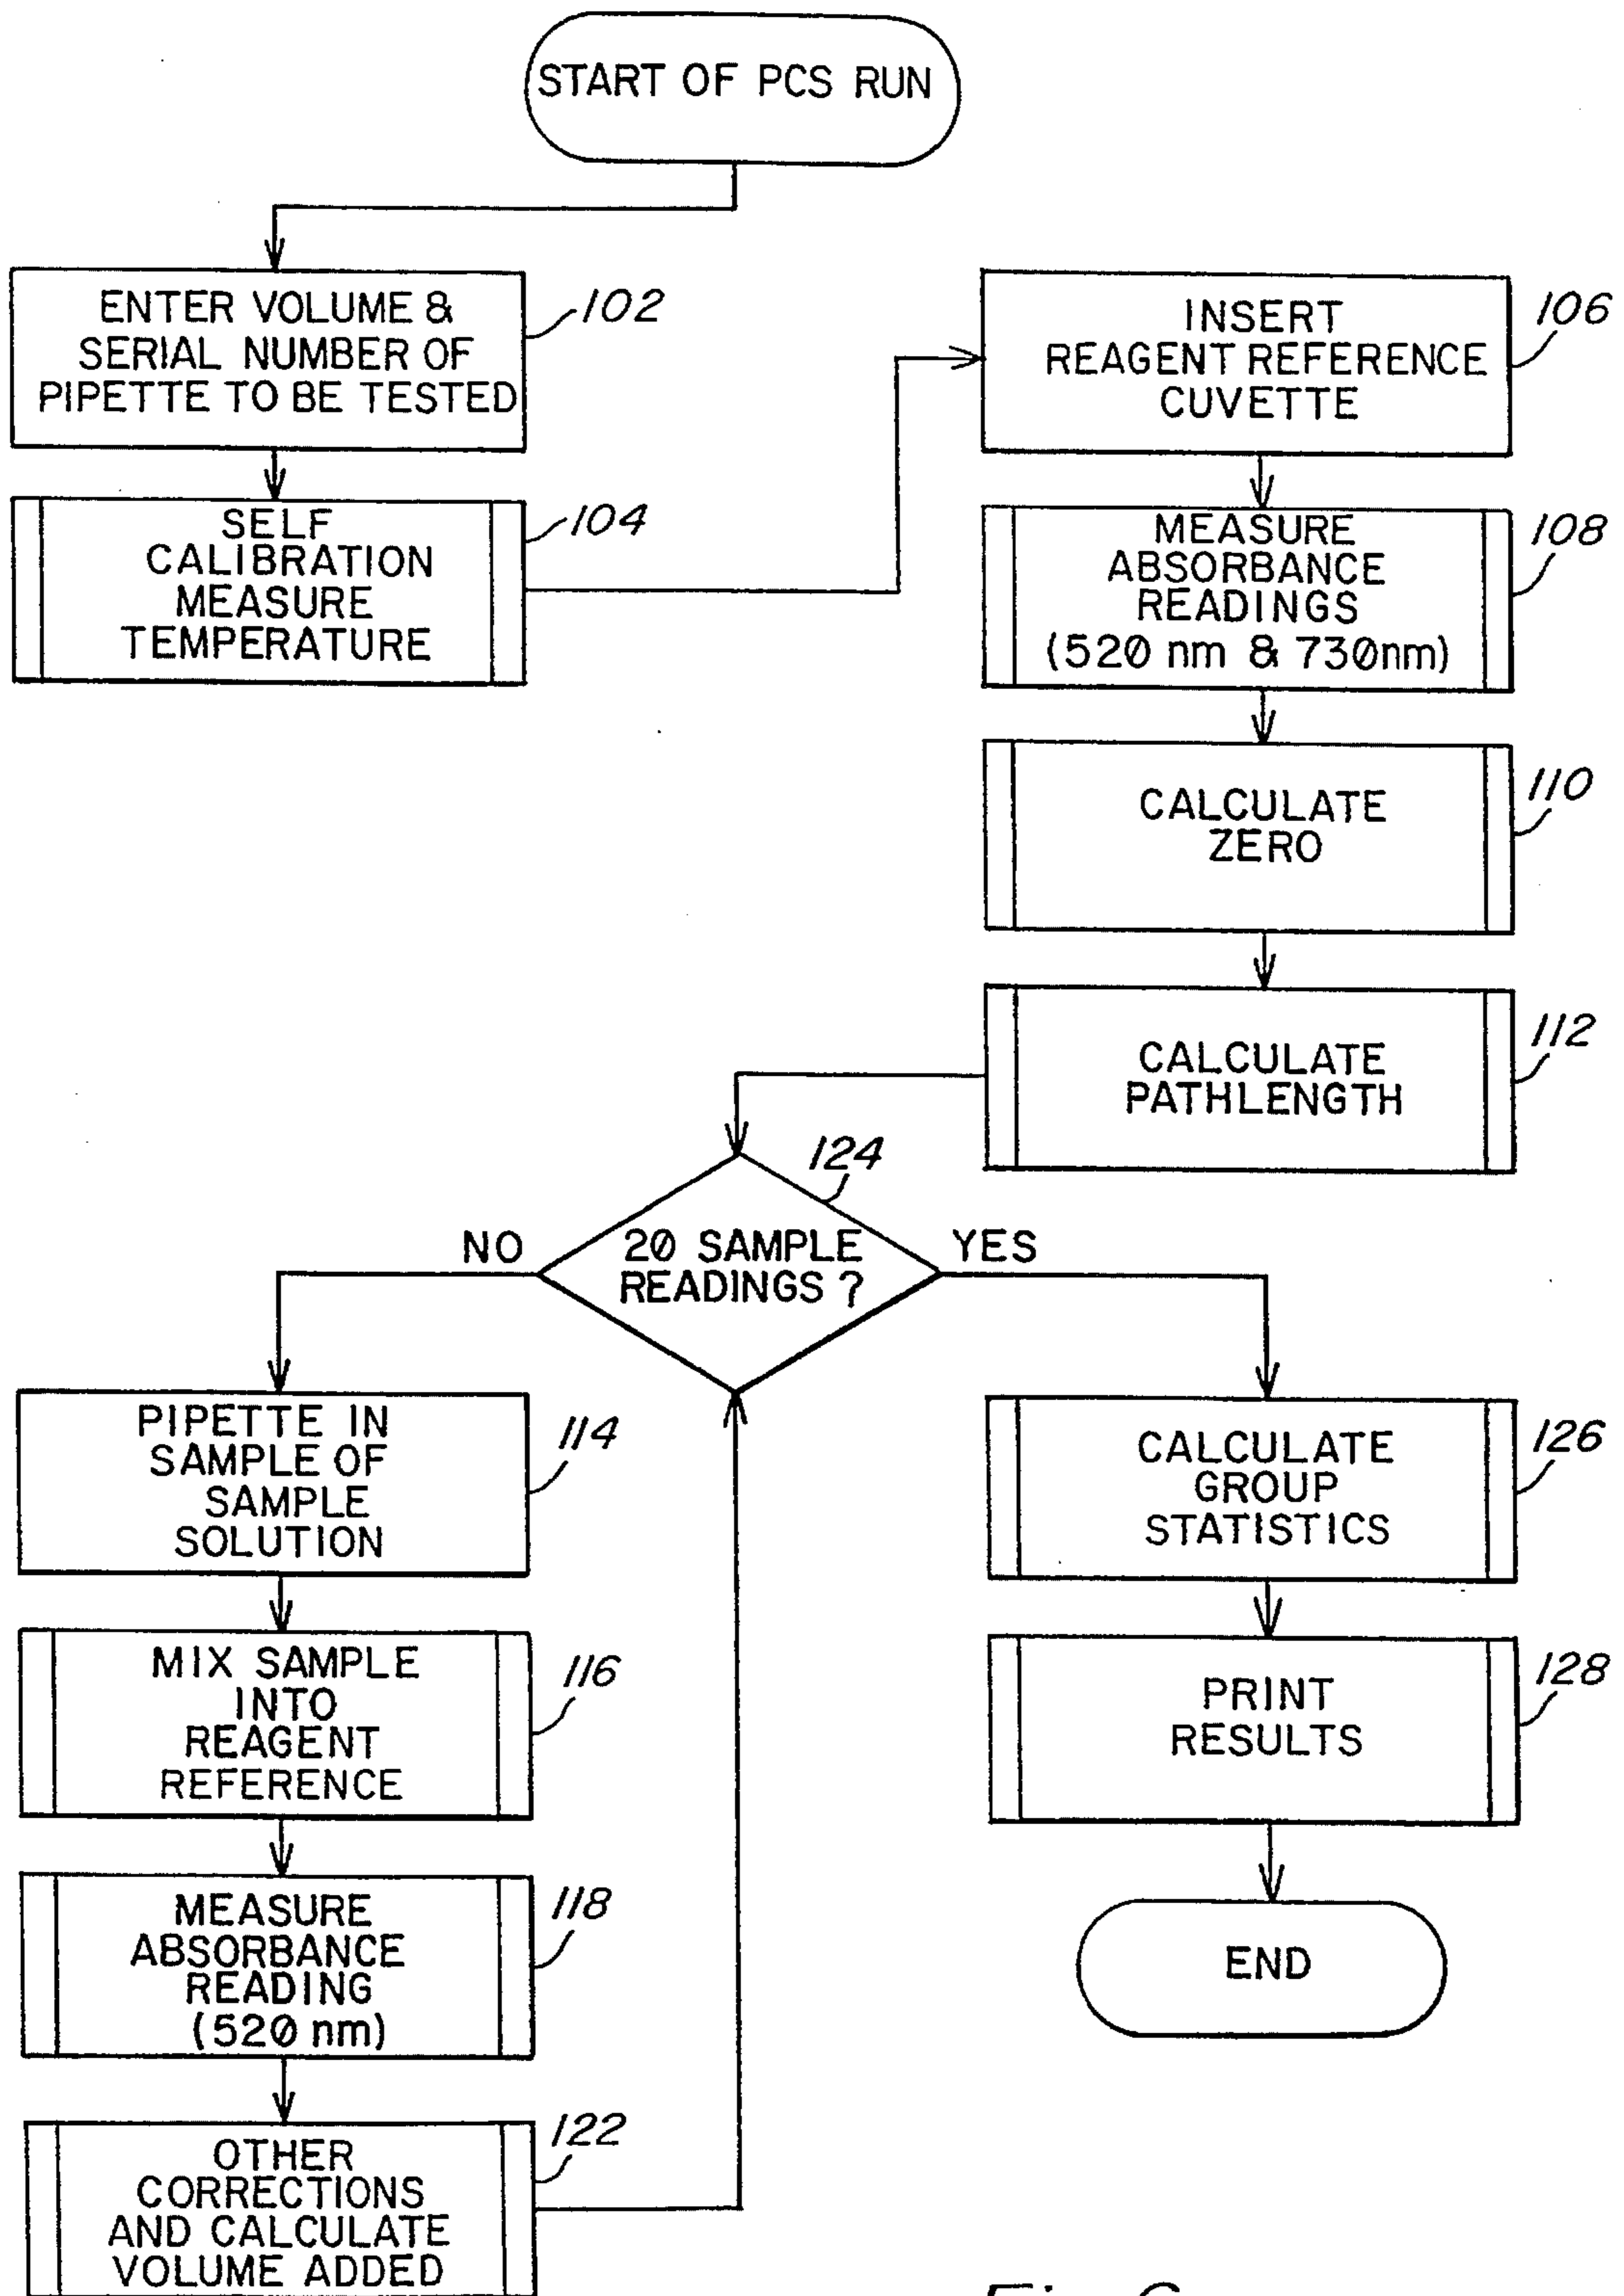 START OF PCS RUN
ENTER VOLUME &
SERIAL NUMBER OF
PIPETTE TO BE TESTED
102
SELF
CALIBRATION
MEASURE
TEMPERATURE
104
INSERT
REAGENT REFERENCE
CUVETTE
106
MEASURE
ABSORBANCE
READINGS
(520 nm & 730nm)
108
CALCULATE
ZERO
110
CALCULATE
PATHLENGTH
112
124
NO
20 SAMPLE
READINGS ?
YES
PIPETTE IN
SAMPLE OF
SAMPLE
SOLUTION
114
MIX SAMPLE
INTO
REAGENT
REFERENCE
116
MEASURE
ABSORBANCE
READING
(520 nm)
118
OTHER
CORRECTIONS
AND CALCULATE
VOLUME ADDED
122
CALCULATE
GROUP
STATISTICS
126
PRINT
RESULTS
128
END